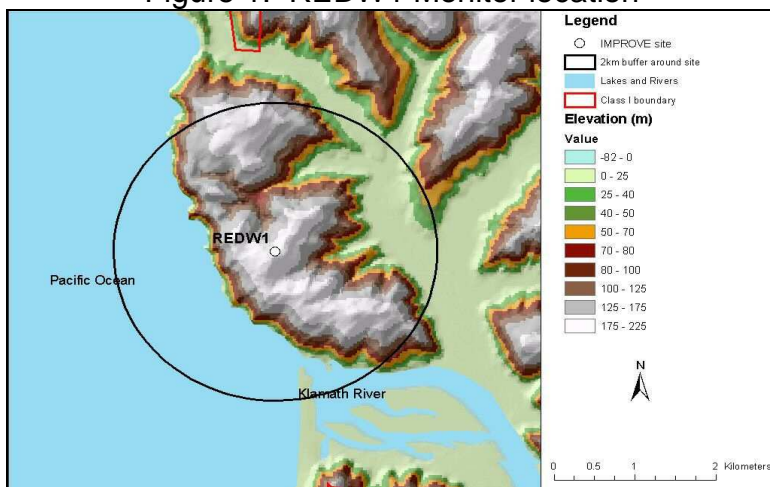 Figure 1: REDW1 Monitor location
REDW1
Pacific Ocean
Klamath River
Legend
IMPROVE site
2km buffer around site
Lakes and Rivers
Class I boundary
Elevation (m)
Value
-82 - 0
0 - 25
25 - 40
40 - 50
50 - 70
70 - 80
80 - 100
100 - 125
125 - 175
175 - 225
N
0 0.5 1 2 Kilometers